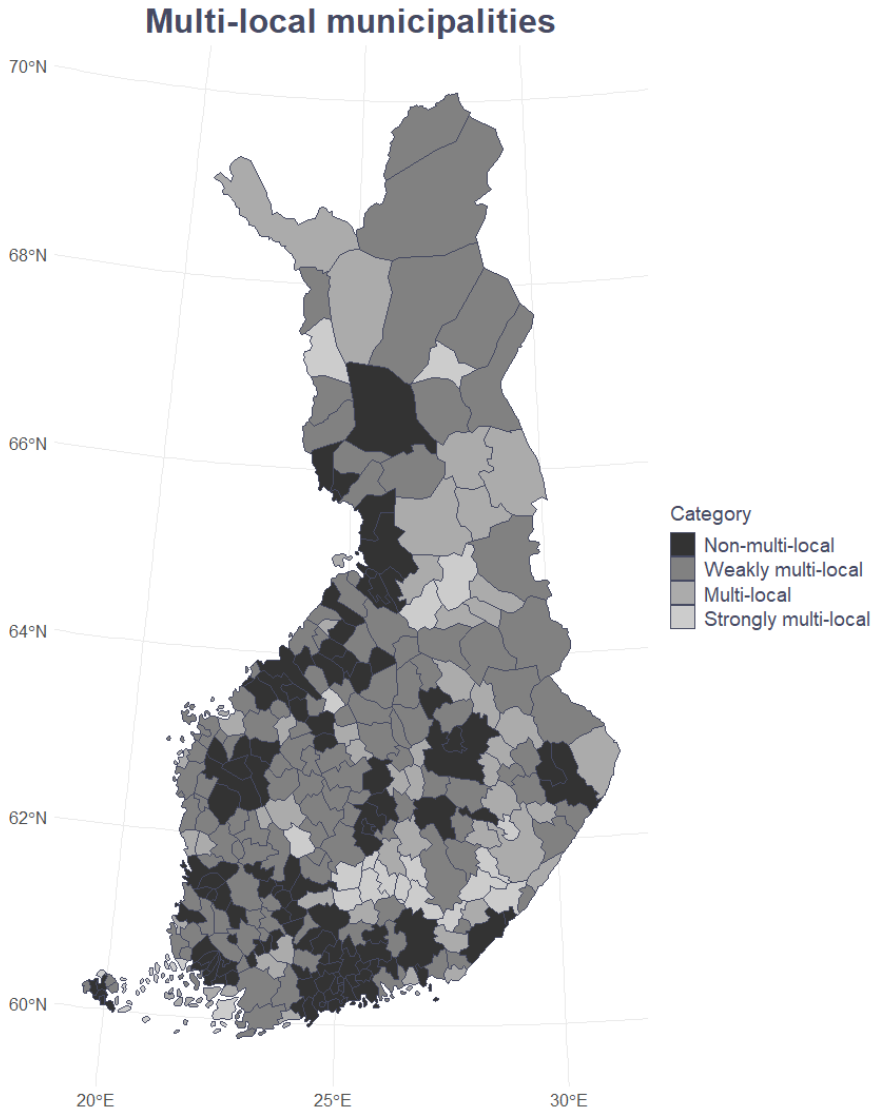 Multi-local municipalities
70°N
68°N
66°N
64°N
62°N
60°N
20°E
25°E
30°E
Category
Non-multi-local
Weakly multi-local
Multi-local
Strongly multi-local